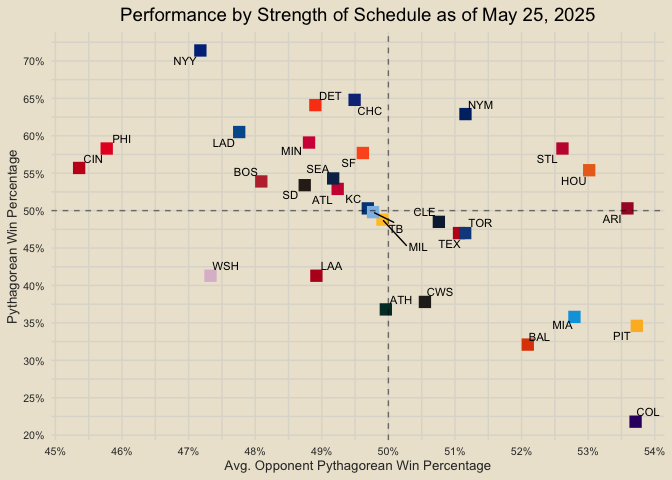 Performance by Strength of Schedule as of May 25, 2025
Pythagorean Win Percentage
70%
65%
60%
55%
50%
45%
40%
35%
30%
25%
20%
NYY
DET
CHC
NYM
PHI
LAD
CIN
MIN
SF
STL
BOS
SEA
HOU
SD
ATL
KC
CLE
ARI
TB
TOR
MIL
TEX
WSH
LAA
ATH
CWS
MIA
PIT
BAL
COL
45%
46%
47%
48%
49%
50%
51%
52%
53%
54%
Avg. Opponent Pythagorean Win Percentage